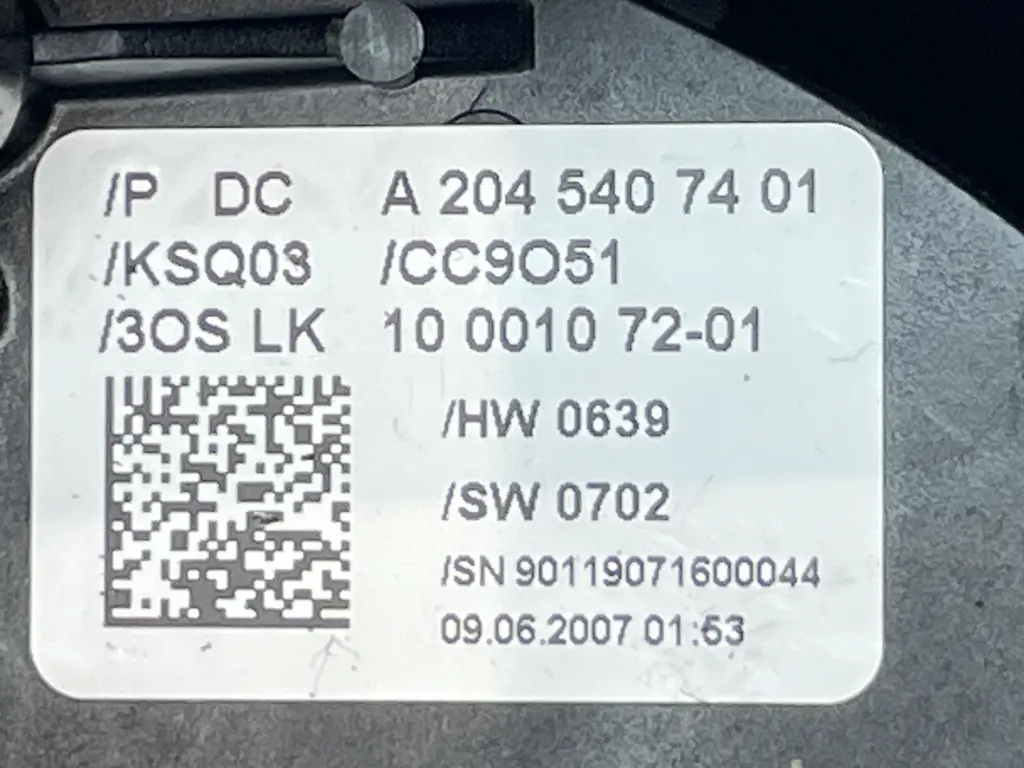 /P DC A 204 540 74 01
/KSQ03 /CC9O51
/3OS LK 10 0010 72-01
/HW 0639
/SW 0702
/SN 90119071600044
09.06.2007 01:53